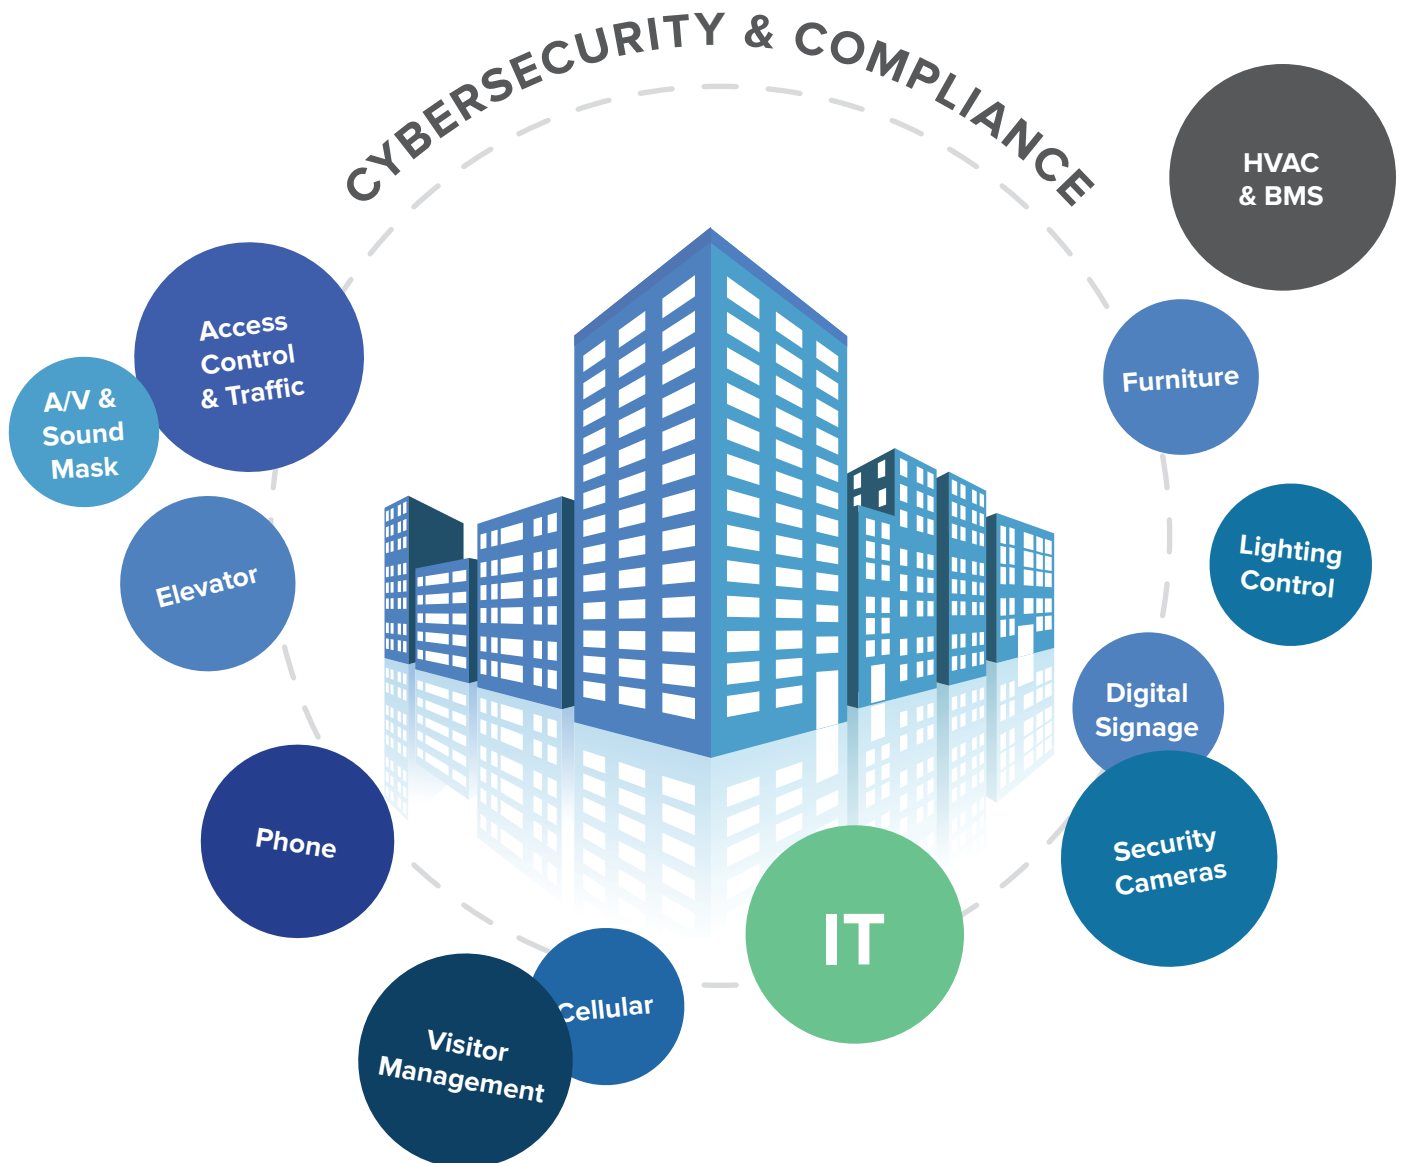 CYBERSECURITY & COMPLIANCE
HVAC
& BMS
Access
Control
& Traffic
A/V &
Sound
Mask
Furniture
Elevator
Lighting
Control
Digital
Signage
Phone
Security
Cameras
IT
Cellular
Visitor
Management